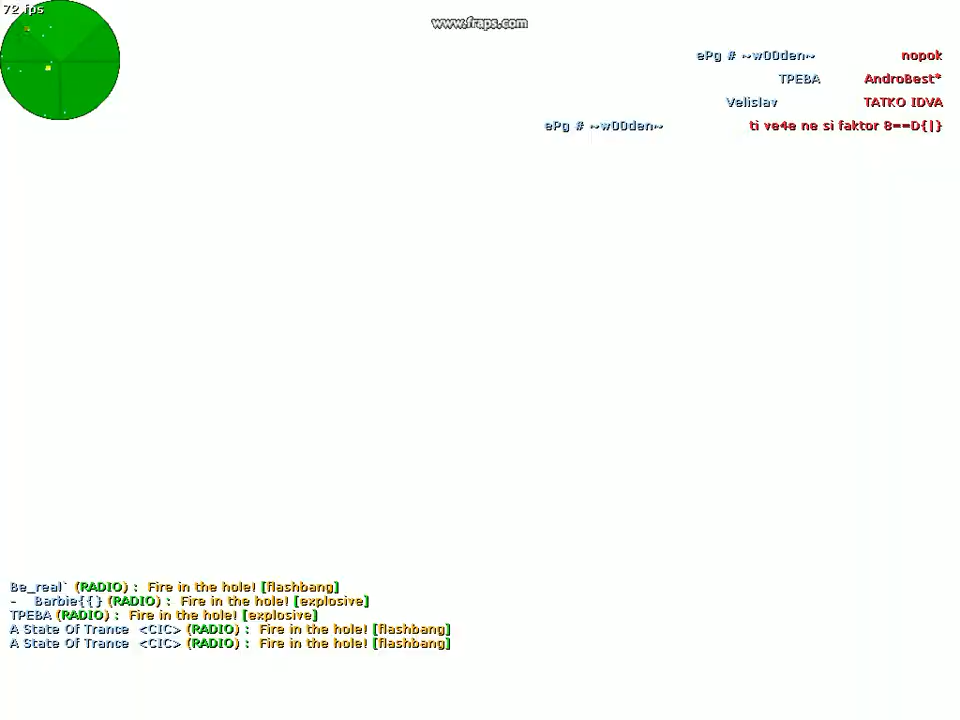 72 fps
www.fraps.com
ePg # ~w00den~ nopok
TPEBA AndroBest*
Velislav TATKO IDVA
ePg # ~w00den~ ti ve4e ne si faktor 8==D{|}
Be_real` (RADIO) : Fire in the hole! [flashbang]
- Barbie{{} (RADIO) : Fire in the hole! [explosive]
TPEBA (RADIO) : Fire in the hole! [explosive]
A State Of Trance <CIC> (RADIO) : Fire in the hole! [flashbang]
A State Of Trance <CIC> (RADIO) : Fire in the hole! [flashbang]